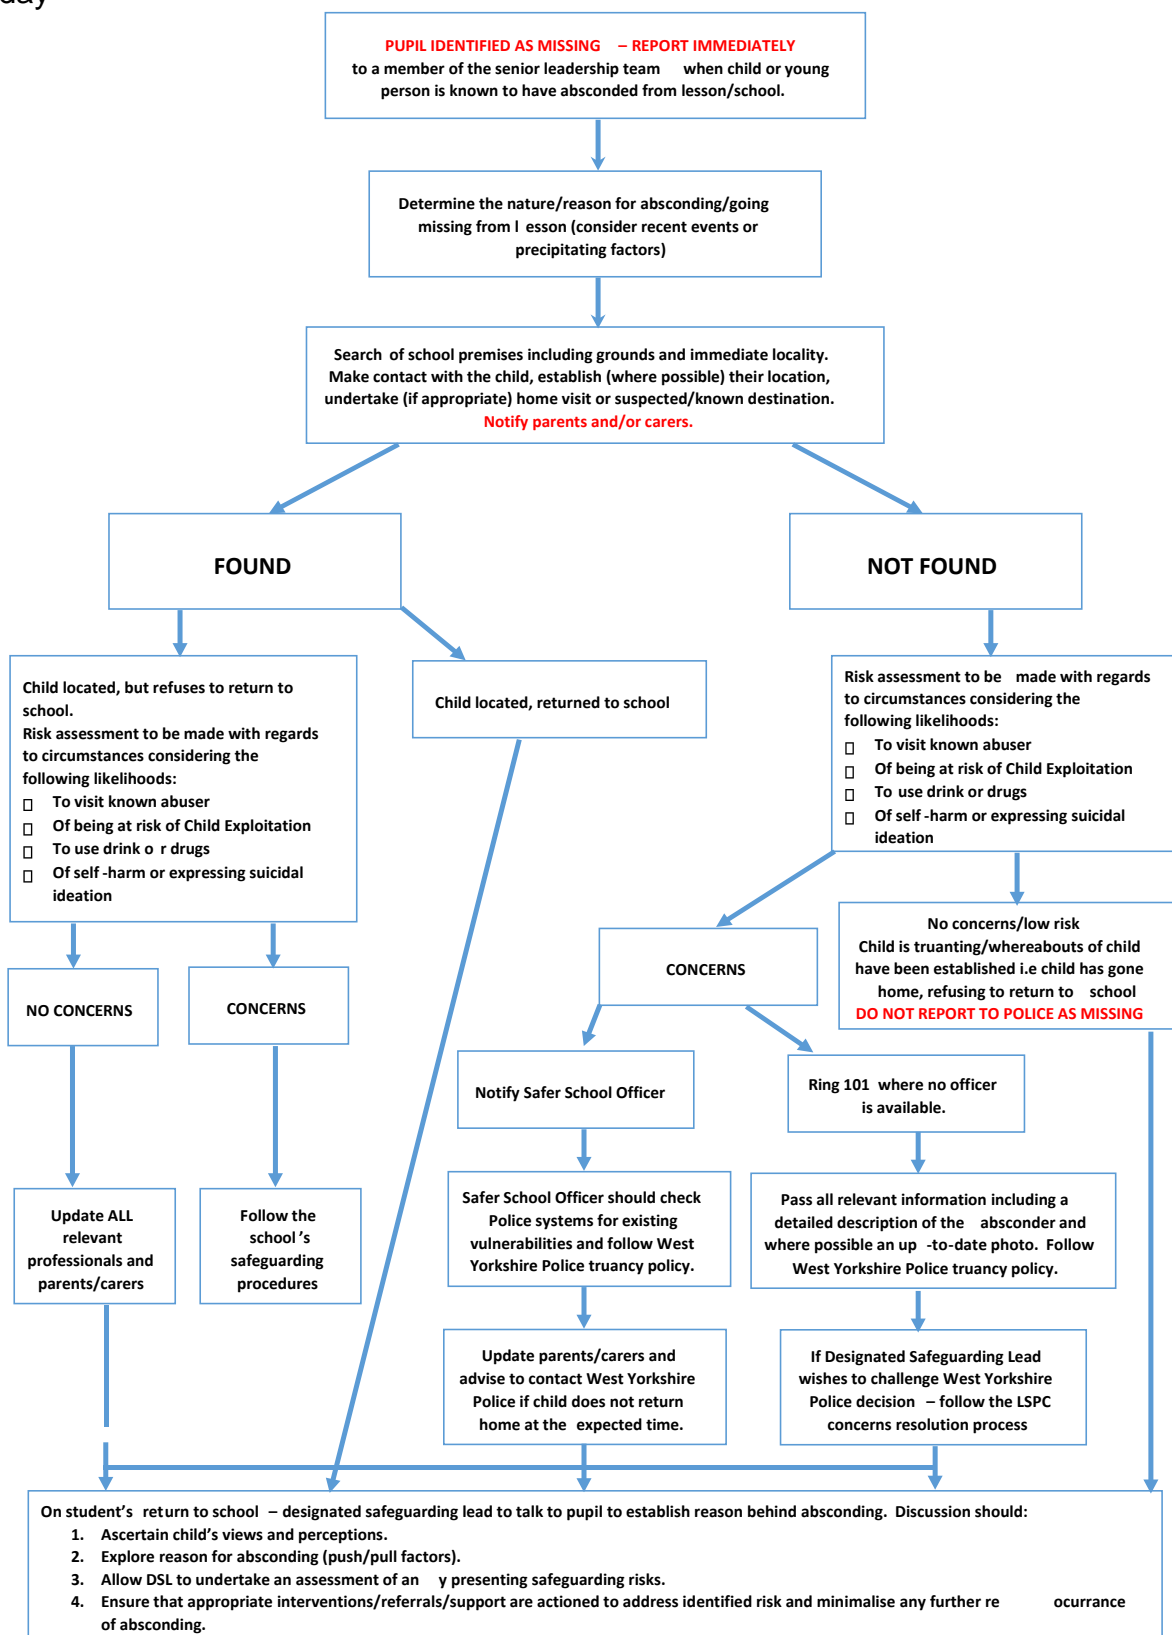 day
PUPIL IDENTIFIED AS MISSING – REPORT IMMEDIATELY
to a member of the senior leadership team when child or young
person is known to have absconded from lesson/school.
Determine the nature/reason for absconding/going
missing from l esson (consider recent events or
precipitating factors)
Search of school premises including grounds and immediate locality.
Make contact with the child, establish (where possible) their location,
undertake (if appropriate) home visit or suspected/known destination.
Notify parents and/or carers.
FOUND
NOT FOUND
Child located, but refuses to return to
school.
Risk assessment to be made with regards
to circumstances considering the
following likelihoods:
To visit known abuser
Of being at risk of Child Exploitation
To use drink o r drugs
Of self -harm or expressing suicidal
ideation
Child located, returned to school
Risk assessment to be made with regards
to circumstances considering the
following likelihoods:
To visit known abuser
Of being at risk of Child Exploitation
To use drink or drugs
Of self -harm or expressing suicidal
ideation
NO CONCERNS
CONCERNS
CONCERNS
No concerns/low risk
Child is truanting/whereabouts of child
have been established i.e child has gone
home, refusing to return to school
DO NOT REPORT TO POLICE AS MISSING
Notify Safer School Officer
Ring 101 where no officer
is available.
Update ALL
relevant
professionals and
parents/carers
Follow the
school 's
safeguarding
procedures
Safer School Officer should check
Police systems for existing
vulnerabilities and follow West
Yorkshire Police truancy policy.
Pass all relevant information including a
detailed description of the absconder and
where possible an up -to-date photo. Follow
West Yorkshire Police truancy policy.
Update parents/carers and
advise to contact West Yorkshire
Police if child does not return
home at the expected time.
If Designated Safeguarding Lead
wishes to challenge West Yorkshire
Police decision – follow the LSPC
concerns resolution process
On student's return to school – designated safeguarding lead to talk to pupil to establish reason behind absconding. Discussion should:
1. Ascertain child's views and perceptions.
2. Explore reason for absconding (push/pull factors).
3. Allow DSL to undertake an assessment of an y presenting safeguarding risks.
4. Ensure that appropriate interventions/referrals/support are actioned to address identified risk and minimalise any further re ocurrance
of absconding.